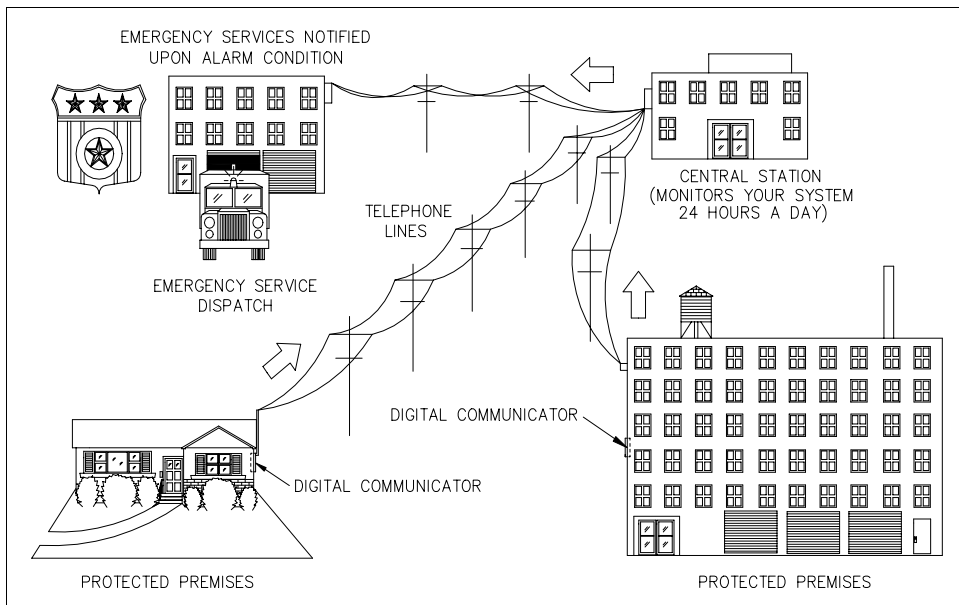 EMERGENCY SERVICES NOTIFIED
UPON ALARM CONDITION
CENTRAL STATION
(MONITORS YOUR SYSTEM
24 HOURS A DAY)
TELEPHONE
LINES
EMERGENCY SERVICE
DISPATCH
DIGITAL COMMUNICATOR
DIGITAL COMMUNICATOR
PROTECTED PREMISES
PROTECTED PREMISES